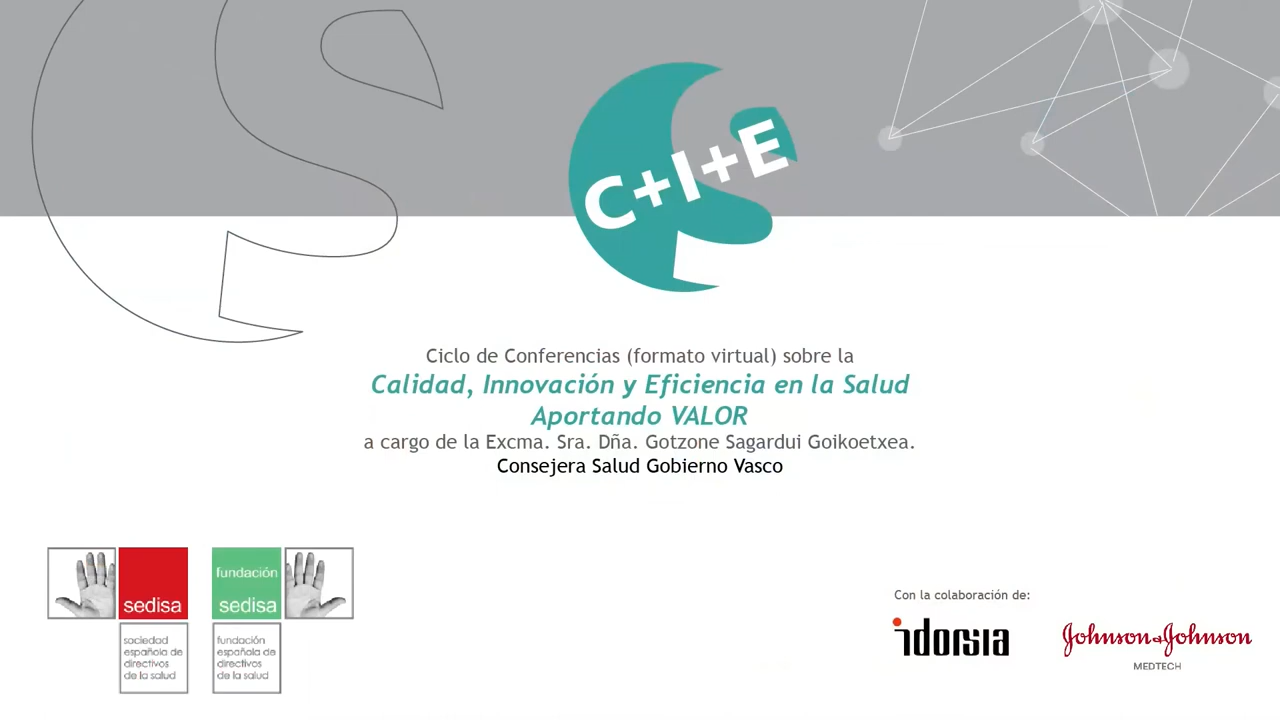 C+I+E
Ciclo de Conferencias (formato virtual) sobre la
Calidad, Innovación y Eficiencia en la Salud
Aportando VALOR
a cargo de la Excma. Sra. Dña. Gotzone Sagardui Goikoetxea.
Consejera Salud Gobierno Vasco
sedisa
sociedad
española de
directivos
de la salud
fundación
sedisa
fundación
española de
directivos
de la salud
Con la colaboración de:
idorsia
Johnson & Johnson
MEDTECH